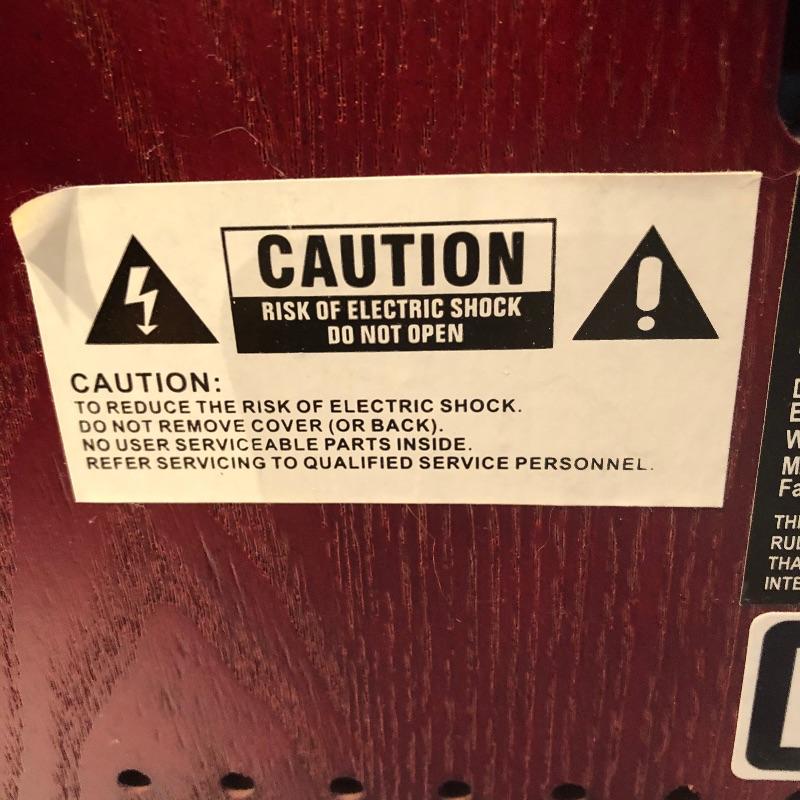 CAUTION
RISK OF ELECTRIC SHOCK
DO NOT OPEN
CAUTION:
TO REDUCE THE RISK OF ELECTRIC SHOCK.
DO NOT REMOVE COVER (OR BACK).
NO USER SERVICEABLE PARTS INSIDE.
REFER SERVICING TO QUALIFIED SERVICE PERSONNEL.